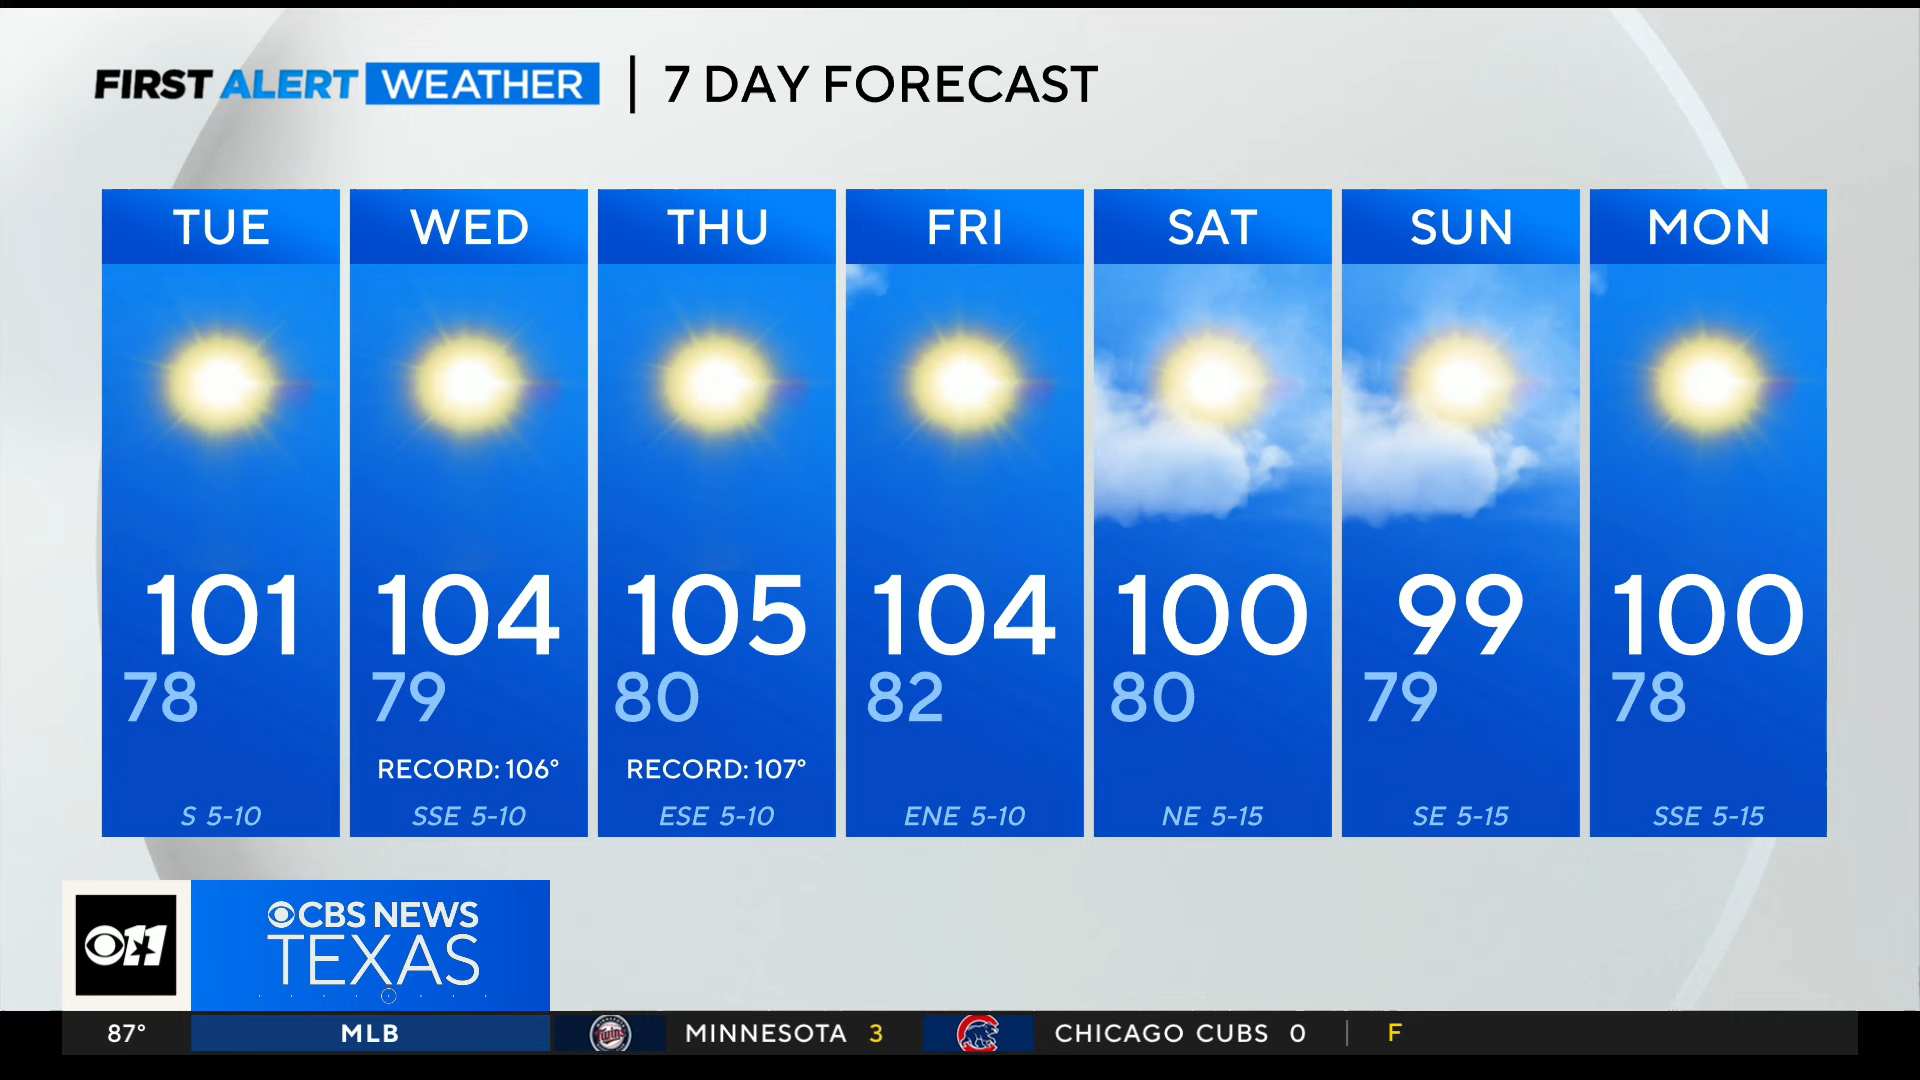 FIRST ALERT WEATHER | 7 DAY FORECAST
TUE WED THU FRI SAT SUN MON
101 104 105 104 100 99 100
78 79 80 82 80 79 78
RECORD: 106° RECORD: 107°
S 5-10 SSE 5-10 ESE 5-10 ENE 5-10 NE 5-15 SE 5-15 SSE 5-15
11 CBS NEWS
TEXAS
87° MLB Twins MINNESOTA 3 CHICAGO CUBS 0 | F